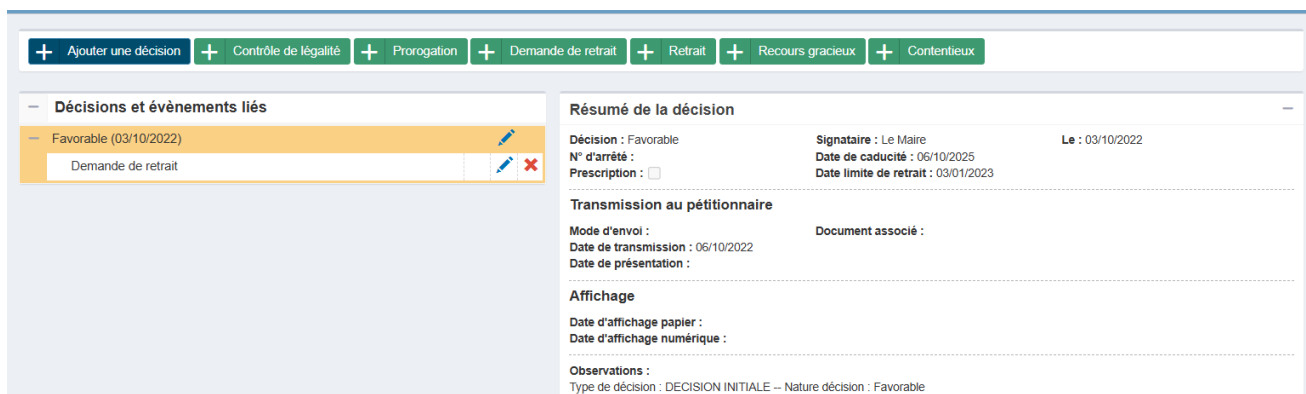 Ajouter une décision Contrôle de légalité Prorogation Demande de retrait Retrait Recours gracieux Contentieux
Décisions et évènements liés
Favorable (03/10/2022)
Demande de retrait
Résumé de la décision
Décision : Favorable Signataire : Le Maire Le : 03/10/2022
N° d'arrêté : Date de caducité : 06/10/2025
Prescription : Date limite de retrait : 03/01/2023
Transmission au pétitionnaire
Mode d'envoi : Document associé :
Date de transmission : 06/10/2022
Date de présentation :
Affichage
Date d'affichage papier :
Date d'affichage numérique :
Observations :
Type de décision : DECISION INITIALE -- Nature décision : Favorable